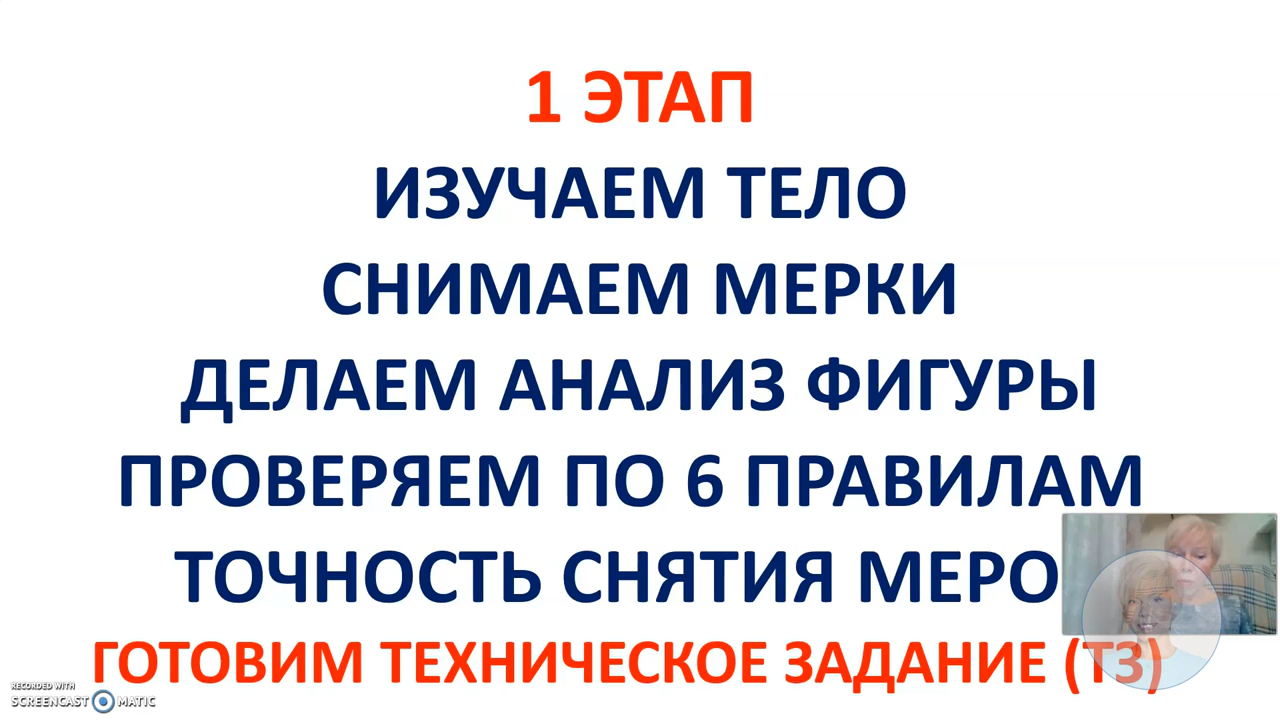 1 ЭТАП
ИЗУЧАЕМ ТЕЛО
СНИМАЕМ МЕРКИ
ДЕЛАЕМ АНАЛИЗ ФИГУРЫ
ПРОВЕРЯЕМ ПО 6 ПРАВИЛАМ
ТОЧНОСТЬ СНЯТИЯ МЕРО
ГОТОВИМ ТЕХНИЧЕСКОЕ ЗАДАНИЕ (ТЗ)
RECORDED WITH
SCREENCAST MATIC